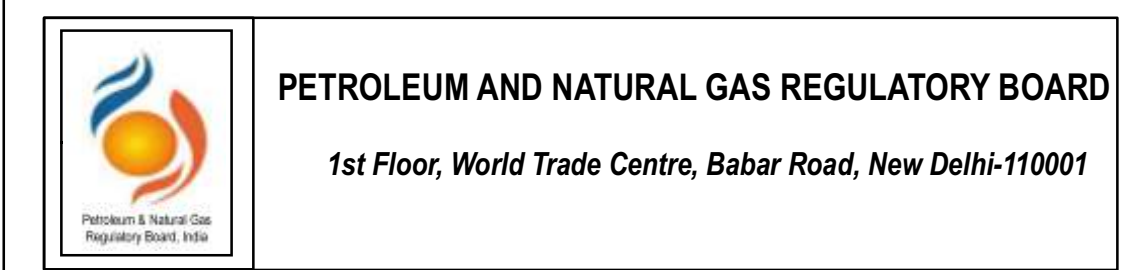 Petroleum & Natural Gas
Regulatory Board, India
PETROLEUM AND NATURAL GAS REGULATORY BOARD
1st Floor, World Trade Centre, Babar Road, New Delhi-110001